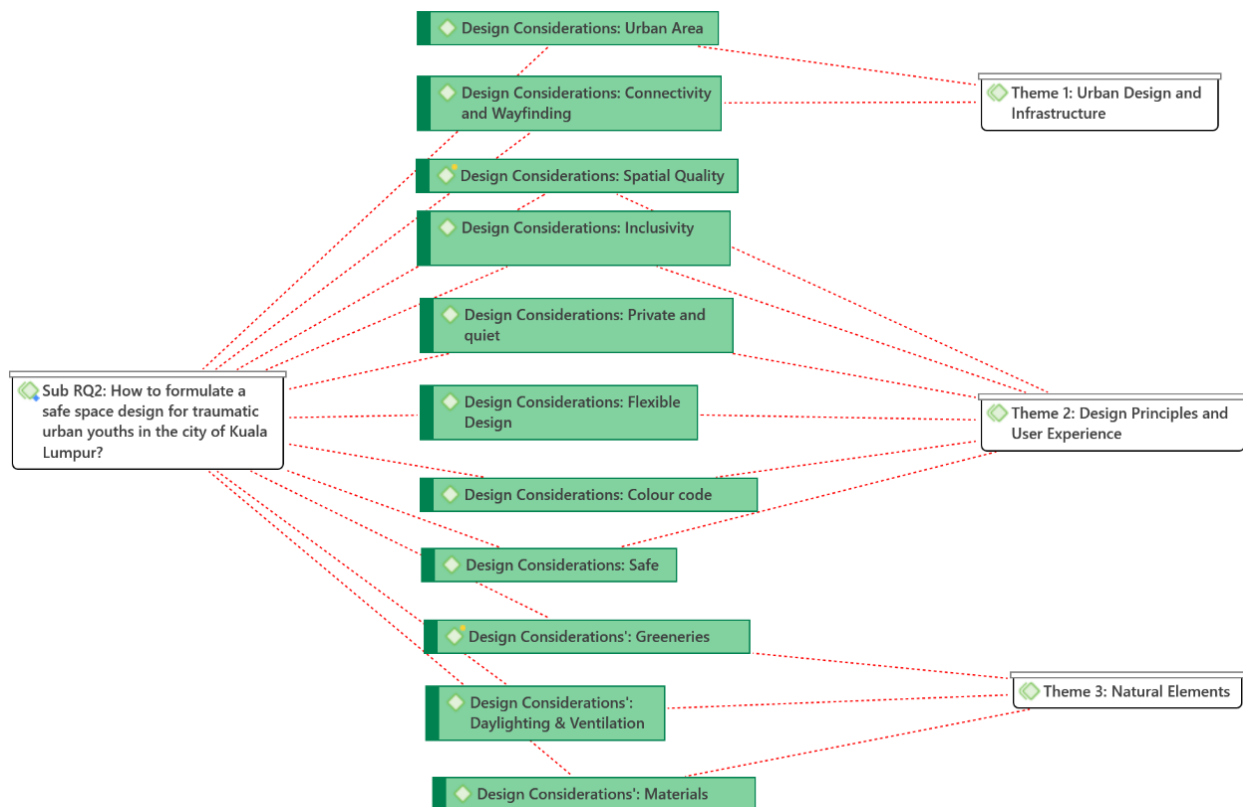 Design Considerations: Urban Area
Design Considerations: Connectivity
and Wayfinding
Theme 1: Urban Design and
Infrastructure
Design Considerations: Spatial Quality
Design Considerations: Inclusivity
Design Considerations: Private and
quiet
Sub RQ2: How to formulate a
safe space design for traumatic
urban youths in the city of Kuala
Lumpur?
Design Considerations: Flexible
Design
Theme 2: Design Principles and
User Experience
Design Considerations: Colour code
Design Considerations: Safe
Design Considerations': Greeneries
Design Considerations':
Daylighting & Ventilation
Theme 3: Natural Elements
Design Considerations': Materials